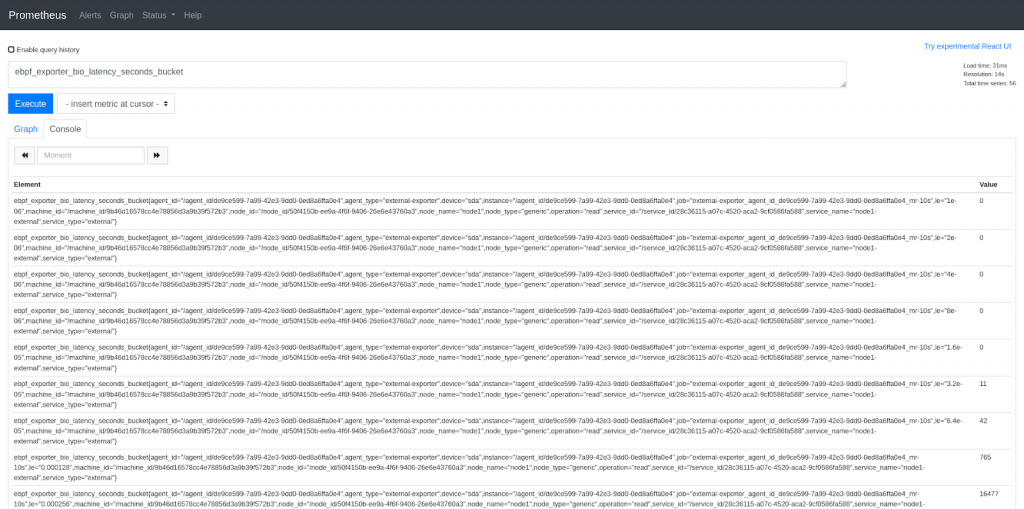 Prometheus Alerts Graph Status Help
Enable query history
Try experimental React UI
ebpf_exporter_bio_latency_seconds_bucket
Load time: 31ms
Resolution: 14s
Total time series: 56
Execute - insert metric at cursor -
Graph Console
Moment
Element Value
ebpf_exporter_bio_latency_seconds_bucket{agent_id="/agent_id/de9ce599-7a99-42e3-9dd0-0ed8a6ffa0e4",agent_type="external-exporter",device="sda",instance="/agent_id/de9ce599-7a99-42e3-9dd0-0ed8a6ffa0e4",job="external-exporter_agent_id_de9ce599-7a99-42e3-9dd0-0ed8a6ffa0e4_mr-10s",le="1e- 0
06",machine_id="/machine_id/9b46d16578cc4e78856d3a9b39f572b3",node_id="/node_id/50f4150b-ee9a-4f6f-9406-26e6e43760a3",node_name="node1",node_type="generic",operation="read",service_id="/service_id/28c36115-a07c-4520-aca2-9cf0586fa588",service_name="node1-
external",service_type="external"}
ebpf_exporter_bio_latency_seconds_bucket{agent_id="/agent_id/de9ce599-7a99-42e3-9dd0-0ed8a6ffa0e4",agent_type="external-exporter",device="sda",instance="/agent_id/de9ce599-7a99-42e3-9dd0-0ed8a6ffa0e4",job="external-exporter_agent_id_de9ce599-7a99-42e3-9dd0-0ed8a6ffa0e4_mr-10s",le="2e- 0
06",machine_id="/machine_id/9b46d16578cc4e78856d3a9b39f572b3",node_id="/node_id/50f4150b-ee9a-4f6f-9406-26e6e43760a3",node_name="node1",node_type="generic",operation="read",service_id="/service_id/28c36115-a07c-4520-aca2-9cf0586fa588",service_name="node1-
external",service_type="external"}
ebpf_exporter_bio_latency_seconds_bucket{agent_id="/agent_id/de9ce599-7a99-42e3-9dd0-0ed8a6ffa0e4",agent_type="external-exporter",device="sda",instance="/agent_id/de9ce599-7a99-42e3-9dd0-0ed8a6ffa0e4",job="external-exporter_agent_id_de9ce599-7a99-42e3-9dd0-0ed8a6ffa0e4_mr-10s",le="4e- 0
06",machine_id="/machine_id/9b46d16578cc4e78856d3a9b39f572b3",node_id="/node_id/50f4150b-ee9a-4f6f-9406-26e6e43760a3",node_name="node1",node_type="generic",operation="read",service_id="/service_id/28c36115-a07c-4520-aca2-9cf0586fa588",service_name="node1-
external",service_type="external"}
ebpf_exporter_bio_latency_seconds_bucket{agent_id="/agent_id/de9ce599-7a99-42e3-9dd0-0ed8a6ffa0e4",agent_type="external-exporter",device="sda",instance="/agent_id/de9ce599-7a99-42e3-9dd0-0ed8a6ffa0e4",job="external-exporter_agent_id_de9ce599-7a99-42e3-9dd0-0ed8a6ffa0e4_mr-10s",le="8e- 0
06",machine_id="/machine_id/9b46d16578cc4e78856d3a9b39f572b3",node_id="/node_id/50f4150b-ee9a-4f6f-9406-26e6e43760a3",node_name="node1",node_type="generic",operation="read",service_id="/service_id/28c36115-a07c-4520-aca2-9cf0586fa588",service_name="node1-
external",service_type="external"}
ebpf_exporter_bio_latency_seconds_bucket{agent_id="/agent_id/de9ce599-7a99-42e3-9dd0-0ed8a6ffa0e4",agent_type="external-exporter",device="sda",instance="/agent_id/de9ce599-7a99-42e3-9dd0-0ed8a6ffa0e4",job="external-exporter_agent_id_de9ce599-7a99-42e3-9dd0-0ed8a6ffa0e4_mr-10s",le="1.6e- 0
05",machine_id="/machine_id/9b46d16578cc4e78856d3a9b39f572b3",node_id="/node_id/50f4150b-ee9a-4f6f-9406-26e6e43760a3",node_name="node1",node_type="generic",operation="read",service_id="/service_id/28c36115-a07c-4520-aca2-9cf0586fa588",service_name="node1-
external",service_type="external"}
ebpf_exporter_bio_latency_seconds_bucket{agent_id="/agent_id/de9ce599-7a99-42e3-9dd0-0ed8a6ffa0e4",agent_type="external-exporter",device="sda",instance="/agent_id/de9ce599-7a99-42e3-9dd0-0ed8a6ffa0e4",job="external-exporter_agent_id_de9ce599-7a99-42e3-9dd0-0ed8a6ffa0e4_mr-10s",le="3.2e- 11
05",machine_id="/machine_id/9b46d16578cc4e78856d3a9b39f572b3",node_id="/node_id/50f4150b-ee9a-4f6f-9406-26e6e43760a3",node_name="node1",node_type="generic",operation="read",service_id="/service_id/28c36115-a07c-4520-aca2-9cf0586fa588",service_name="node1-
external",service_type="external"}
ebpf_exporter_bio_latency_seconds_bucket{agent_id="/agent_id/de9ce599-7a99-42e3-9dd0-0ed8a6ffa0e4",agent_type="external-exporter",device="sda",instance="/agent_id/de9ce599-7a99-42e3-9dd0-0ed8a6ffa0e4",job="external-exporter_agent_id_de9ce599-7a99-42e3-9dd0-0ed8a6ffa0e4_mr-10s",le="6.4e- 42
05",machine_id="/machine_id/9b46d16578cc4e78856d3a9b39f572b3",node_id="/node_id/50f4150b-ee9a-4f6f-9406-26e6e43760a3",node_name="node1",node_type="generic",operation="read",service_id="/service_id/28c36115-a07c-4520-aca2-9cf0586fa588",service_name="node1-
external",service_type="external"}
ebpf_exporter_bio_latency_seconds_bucket{agent_id="/agent_id/de9ce599-7a99-42e3-9dd0-0ed8a6ffa0e4",agent_type="external-exporter",device="sda",instance="/agent_id/de9ce599-7a99-42e3-9dd0-0ed8a6ffa0e4",job="external-exporter_agent_id_de9ce599-7a99-42e3-9dd0-0ed8a6ffa0e4_mr- 765
10s",le="0.000128",machine_id="/machine_id/9b46d16578cc4e78856d3a9b39f572b3",node_id="/node_id/50f4150b-ee9a-4f6f-9406-26e6e43760a3",node_name="node1",node_type="generic",operation="read",service_id="/service_id/28c36115-a07c-4520-aca2-9cf0586fa588",service_name="node1-
external",service_type="external"}
ebpf_exporter_bio_latency_seconds_bucket{agent_id="/agent_id/de9ce599-7a99-42e3-9dd0-0ed8a6ffa0e4",agent_type="external-exporter",device="sda",instance="/agent_id/de9ce599-7a99-42e3-9dd0-0ed8a6ffa0e4",job="external-exporter_agent_id_de9ce599-7a99-42e3-9dd0-0ed8a6ffa0e4_mr- 16477
10s",le="0.000256",machine_id="/machine_id/9b46d16578cc4e78856d3a9b39f572b3",node_id="/node_id/50f4150b-ee9a-4f6f-9406-26e6e43760a3",node_name="node1",node_type="generic",operation="read",service_id="/service_id/28c36115-a07c-4520-aca2-9cf0586fa588",service_name="node1-